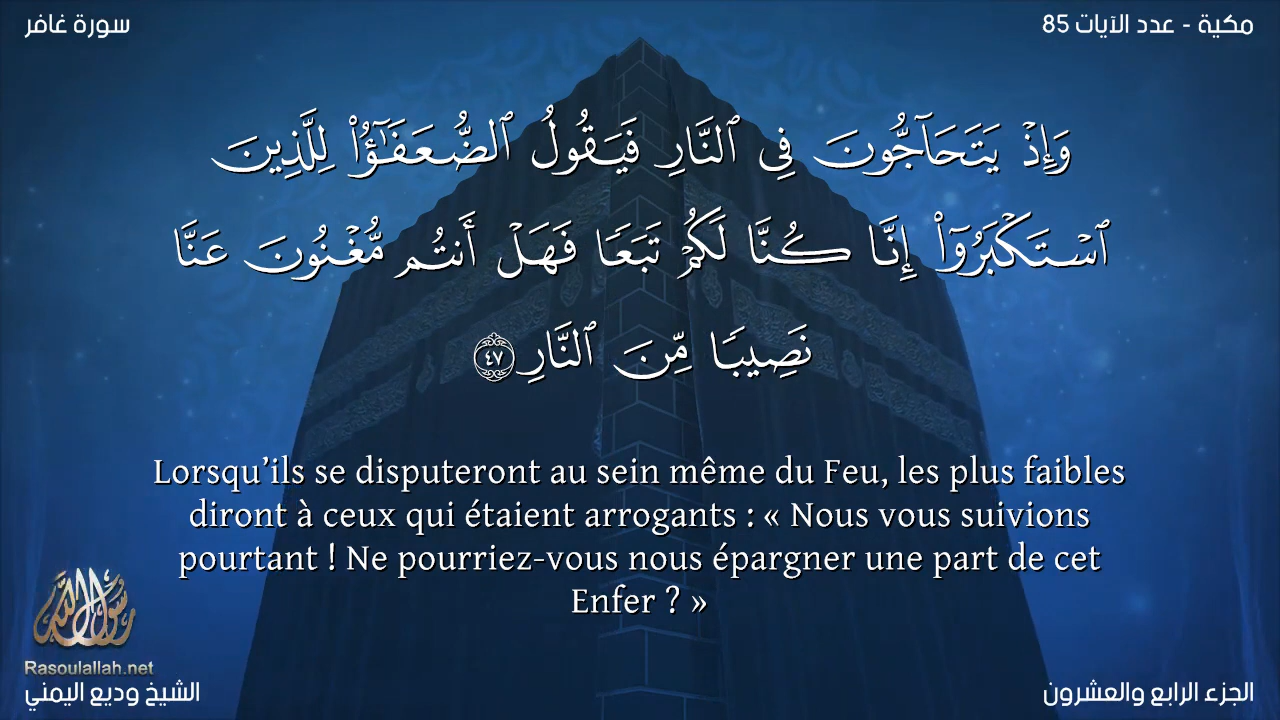 مكية - عدد الآيات 85
سورة غافر
وَإِذْ يَتَحَآجُّونَ فِى ٱلنَّارِ فَيَقُولُ ٱلضُّعَفَـٰٓؤُا۟ لِلَّذِينَ
ٱسْتَكْبَرُوٓا۟ إِنَّا كُنَّا لَكُمْ تَبَعًا فَهَلْ أَنتُم مُّغْنُونَ عَنَّا
نَصِيبًا مِّنَ ٱلنَّارِ ٤٧
Lorsqu’ils se disputeront au sein même du Feu, les plus faibles
diront à ceux qui étaient arrogants : « Nous vous suivions
pourtant ! Ne pourriez-vous nous épargner une part de cet
Enfer ? »
رسول الله
Rasoulallah.net
الجزء الرابع والعشرون
الشيخ وديع اليمني